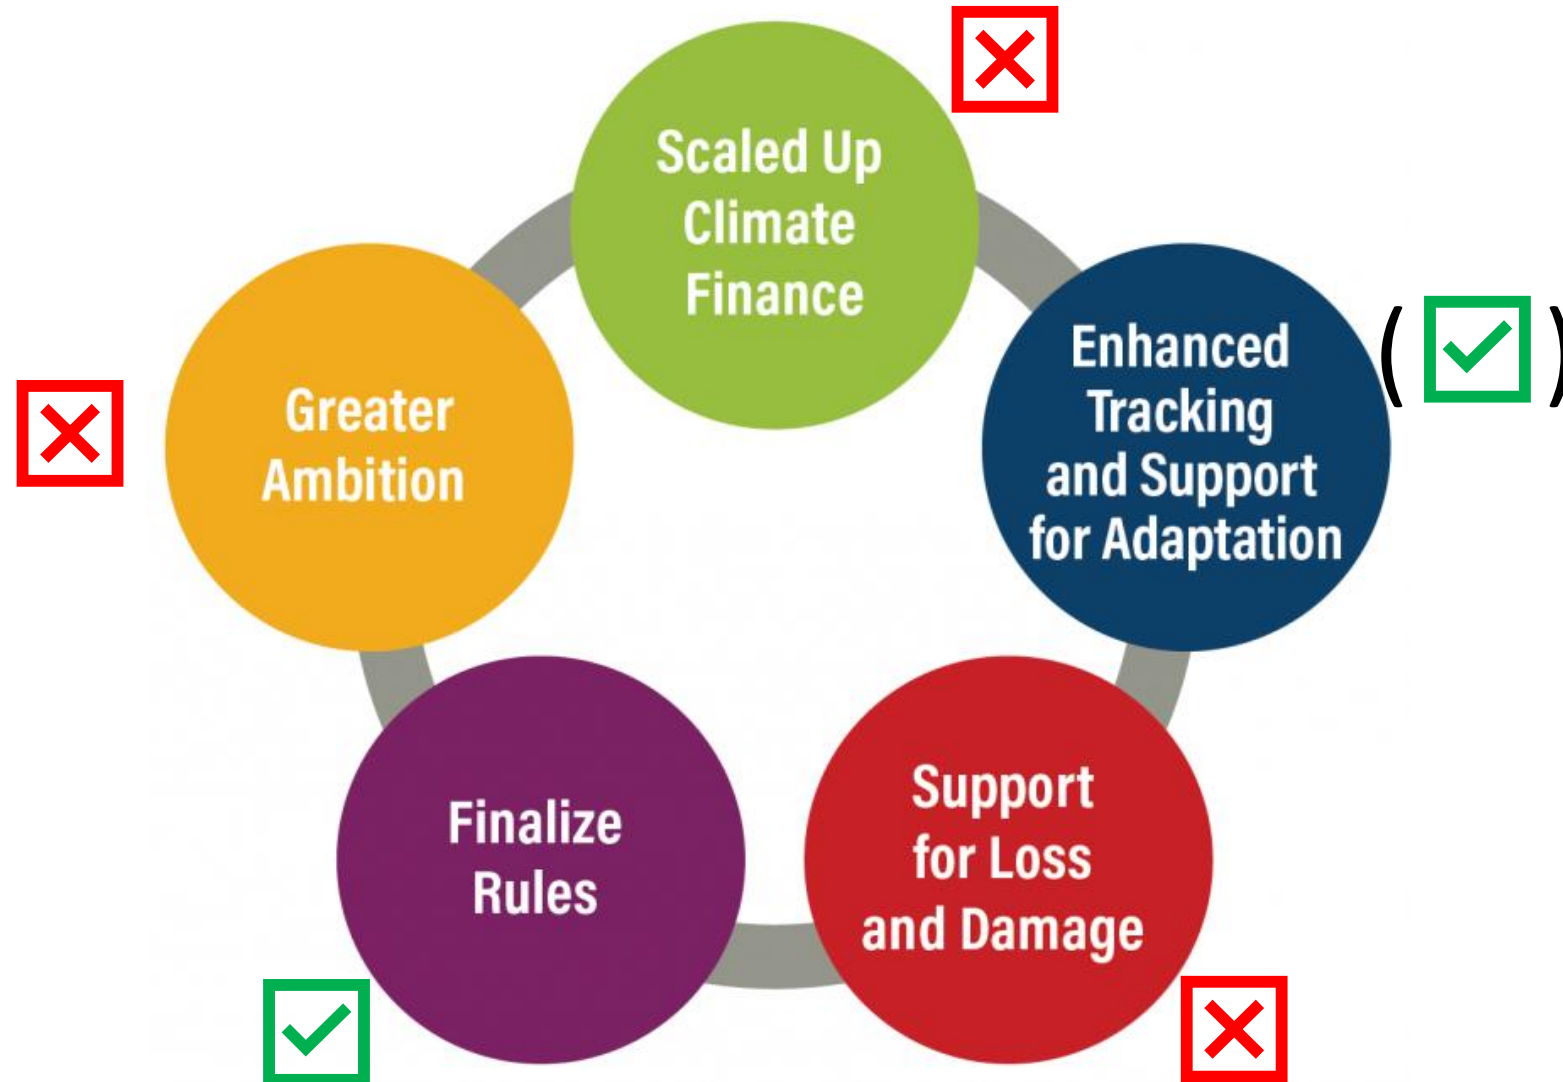 Scaled Up
Climate
Finance
Enhanced
Tracking
and Support
for Adaptation
(☑)
Support
for Loss
and Damage
Finalize
Rules
Greater
Ambition